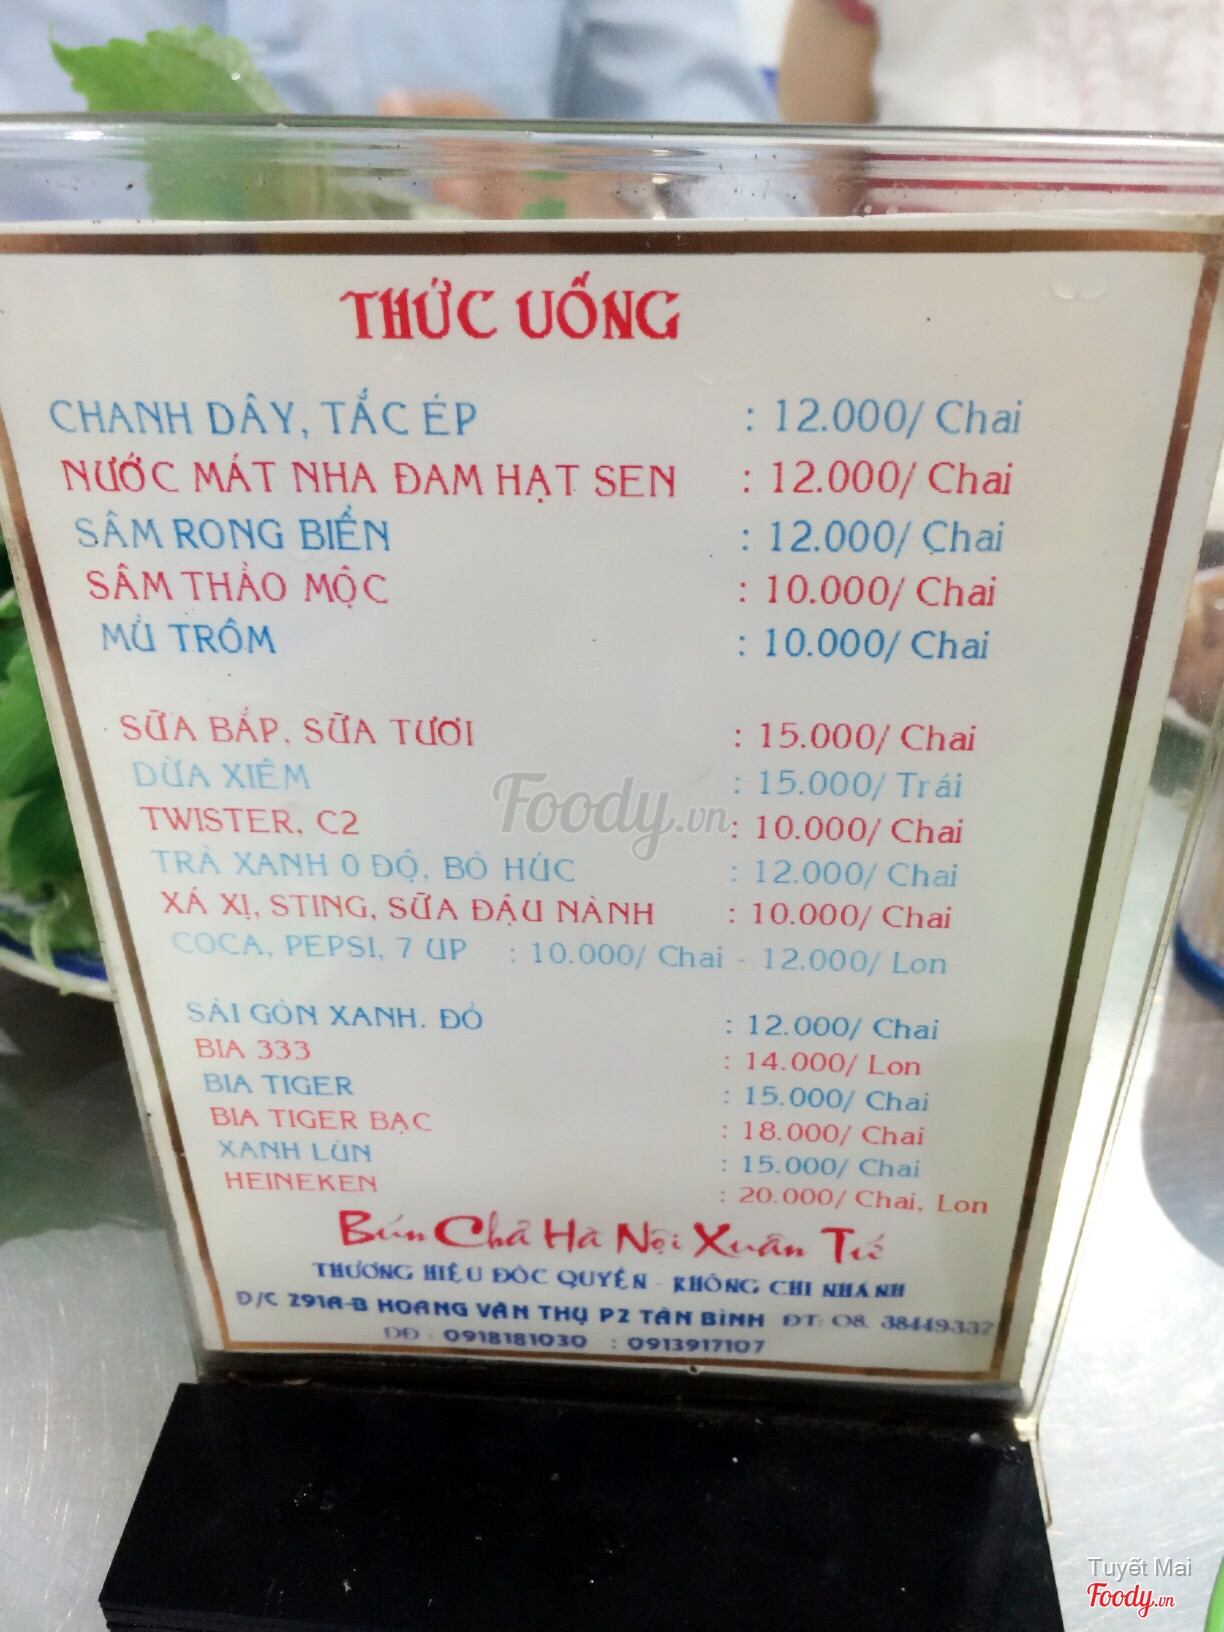 THỨC UỐNG
CHANH DÂY, TẮC ÉP : 12.000/ Chai
NƯỚC MÁT NHA ĐAM HẠT SEN : 12.000/ Chai
SÂM RONG BIỂN : 12.000/ Chai
SÂM THẢO MỘC : 10.000/ Chai
MỦ TRÔM : 10.000/ Chai
SỮA BẮP, SỮA TƯƠI : 15.000/ Chai
DỪA XIÊM : 15.000/ Trái
Foody.vn
TWISTER, C2 : 10.000/ Chai
TRÀ XANH 0 ĐỘ, BÒ HÚC : 12.000/ Chai
XÁ XỊ, STING, SỮA ĐẬU NÀNH : 10.000/ Chai
COCA, PEPSI, 7 UP : 10.000/ Chai - 12.000/ Lon
SÀI GÒN XANH. ĐỎ : 12.000/ Chai
BIA 333 : 14.000/ Lon
BIA TIGER : 15.000/ Chai
BIA TIGER BẠC : 18.000/ Chai
XANH LÙN : 15.000/ Chai
HEINEKEN : 20.000/ Chai, Lon
Bún Chả Hà Nội Xuân Tứ
THƯƠNG HIỆU ĐÔC QUYỀN - KHÔNG CHI NHÁNH
Đ/C 291A-B HOÀNG VĂN THỤ P2 TÂN BÌNH ĐT: 08. 38449332
DĐ : 0918181030 : 0913917107
Tuyết Mai
Foody.vn